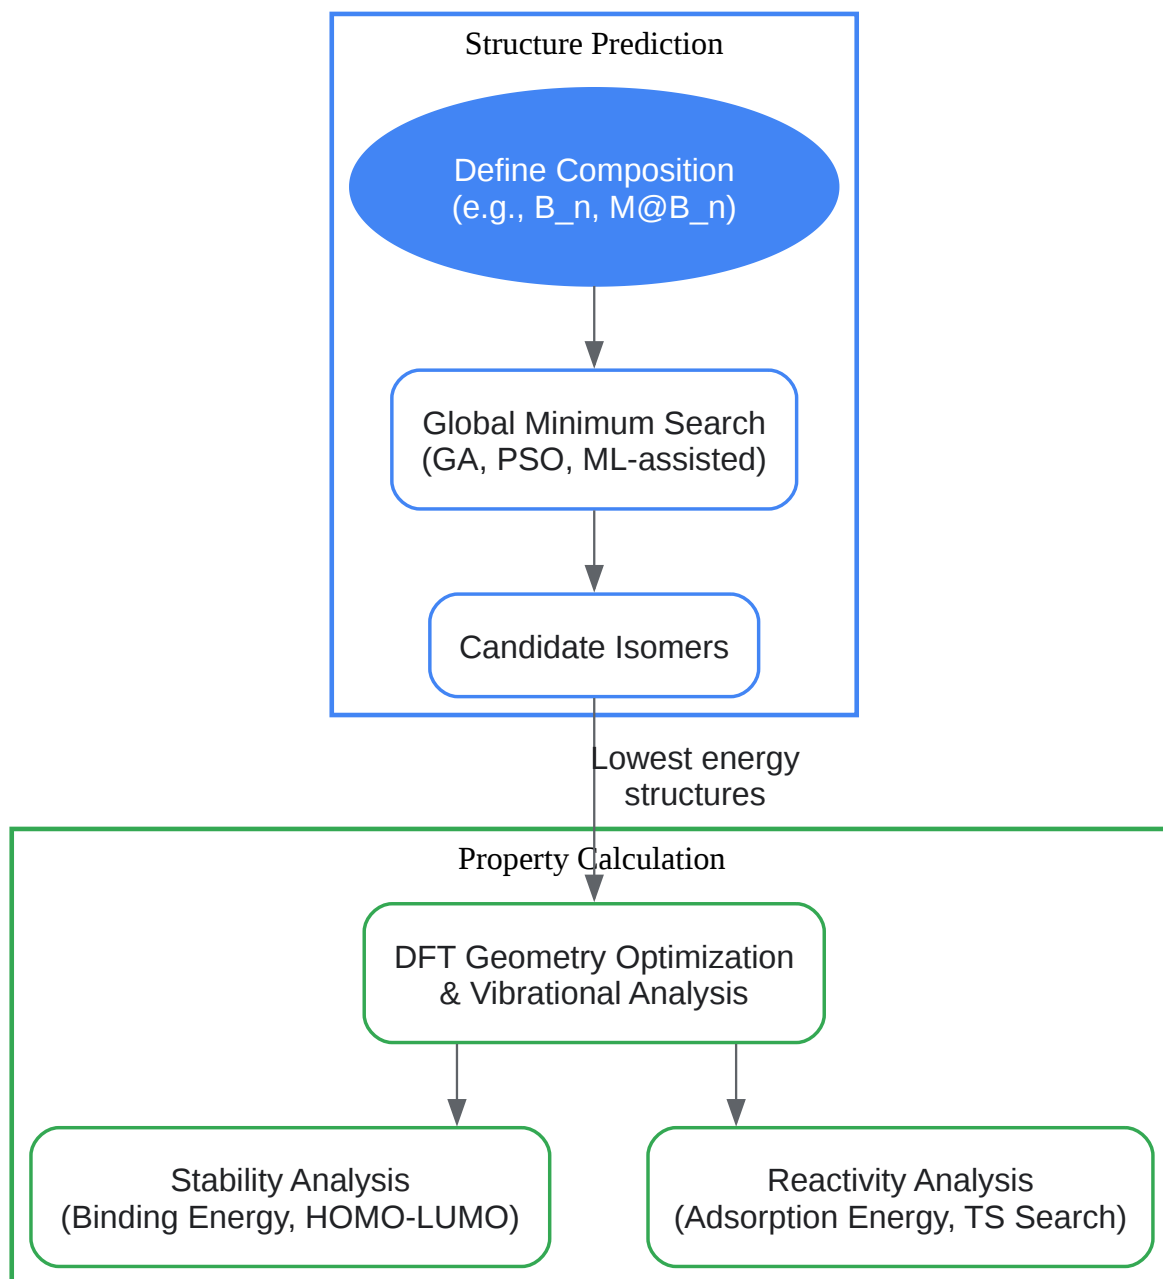 Structure Prediction
Define Composition
(e.g., B_n, M@B_n)
Global Minimum Search
(GA, PSO, ML-assisted)
Candidate Isomers
Lowest energy
structures
Property Calculation
DFT Geometry Optimization
& Vibrational Analysis
Stability Analysis
(Binding Energy, HOMO-LUMO)
Reactivity Analysis
(Adsorption Energy, TS Search)